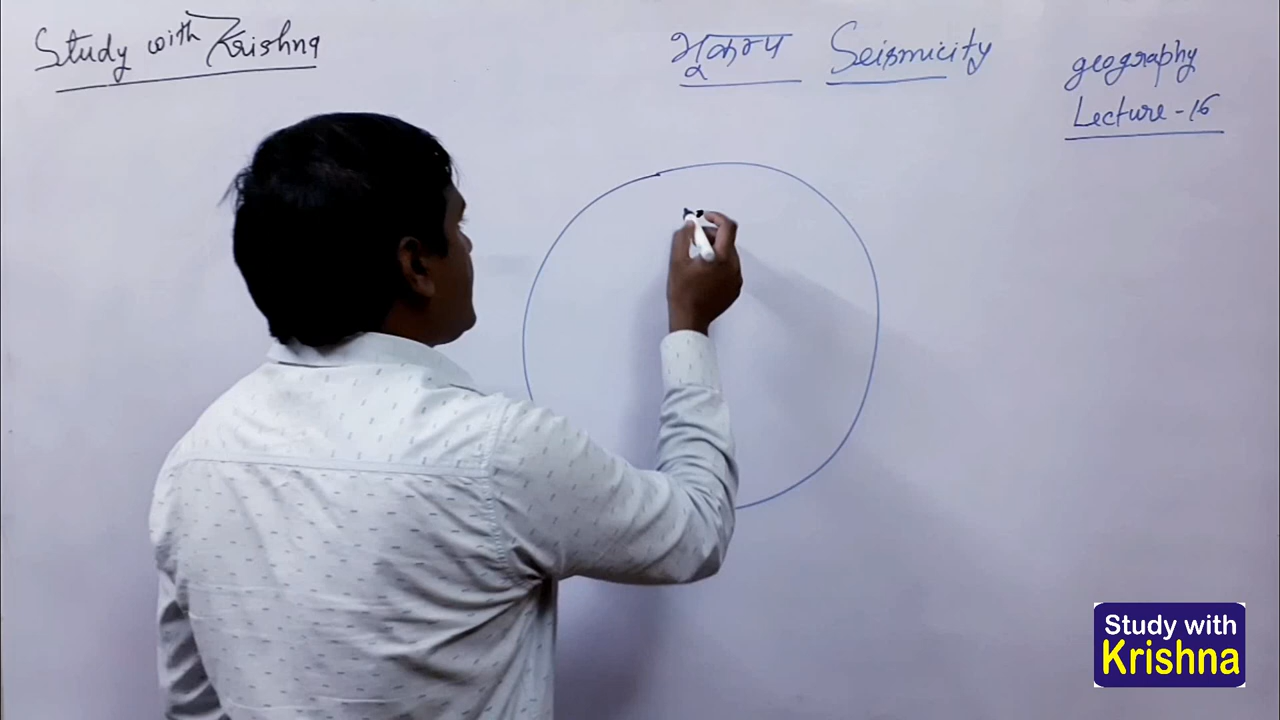 Study with Krishna
भूकम्प Seismicity
geography
Lecture - 16
Study with
Krishna